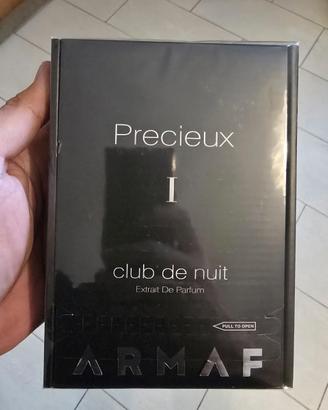 Precieux
I
club de nuit
Extrait De Parfum
PULL TO OPEN
ARMAF